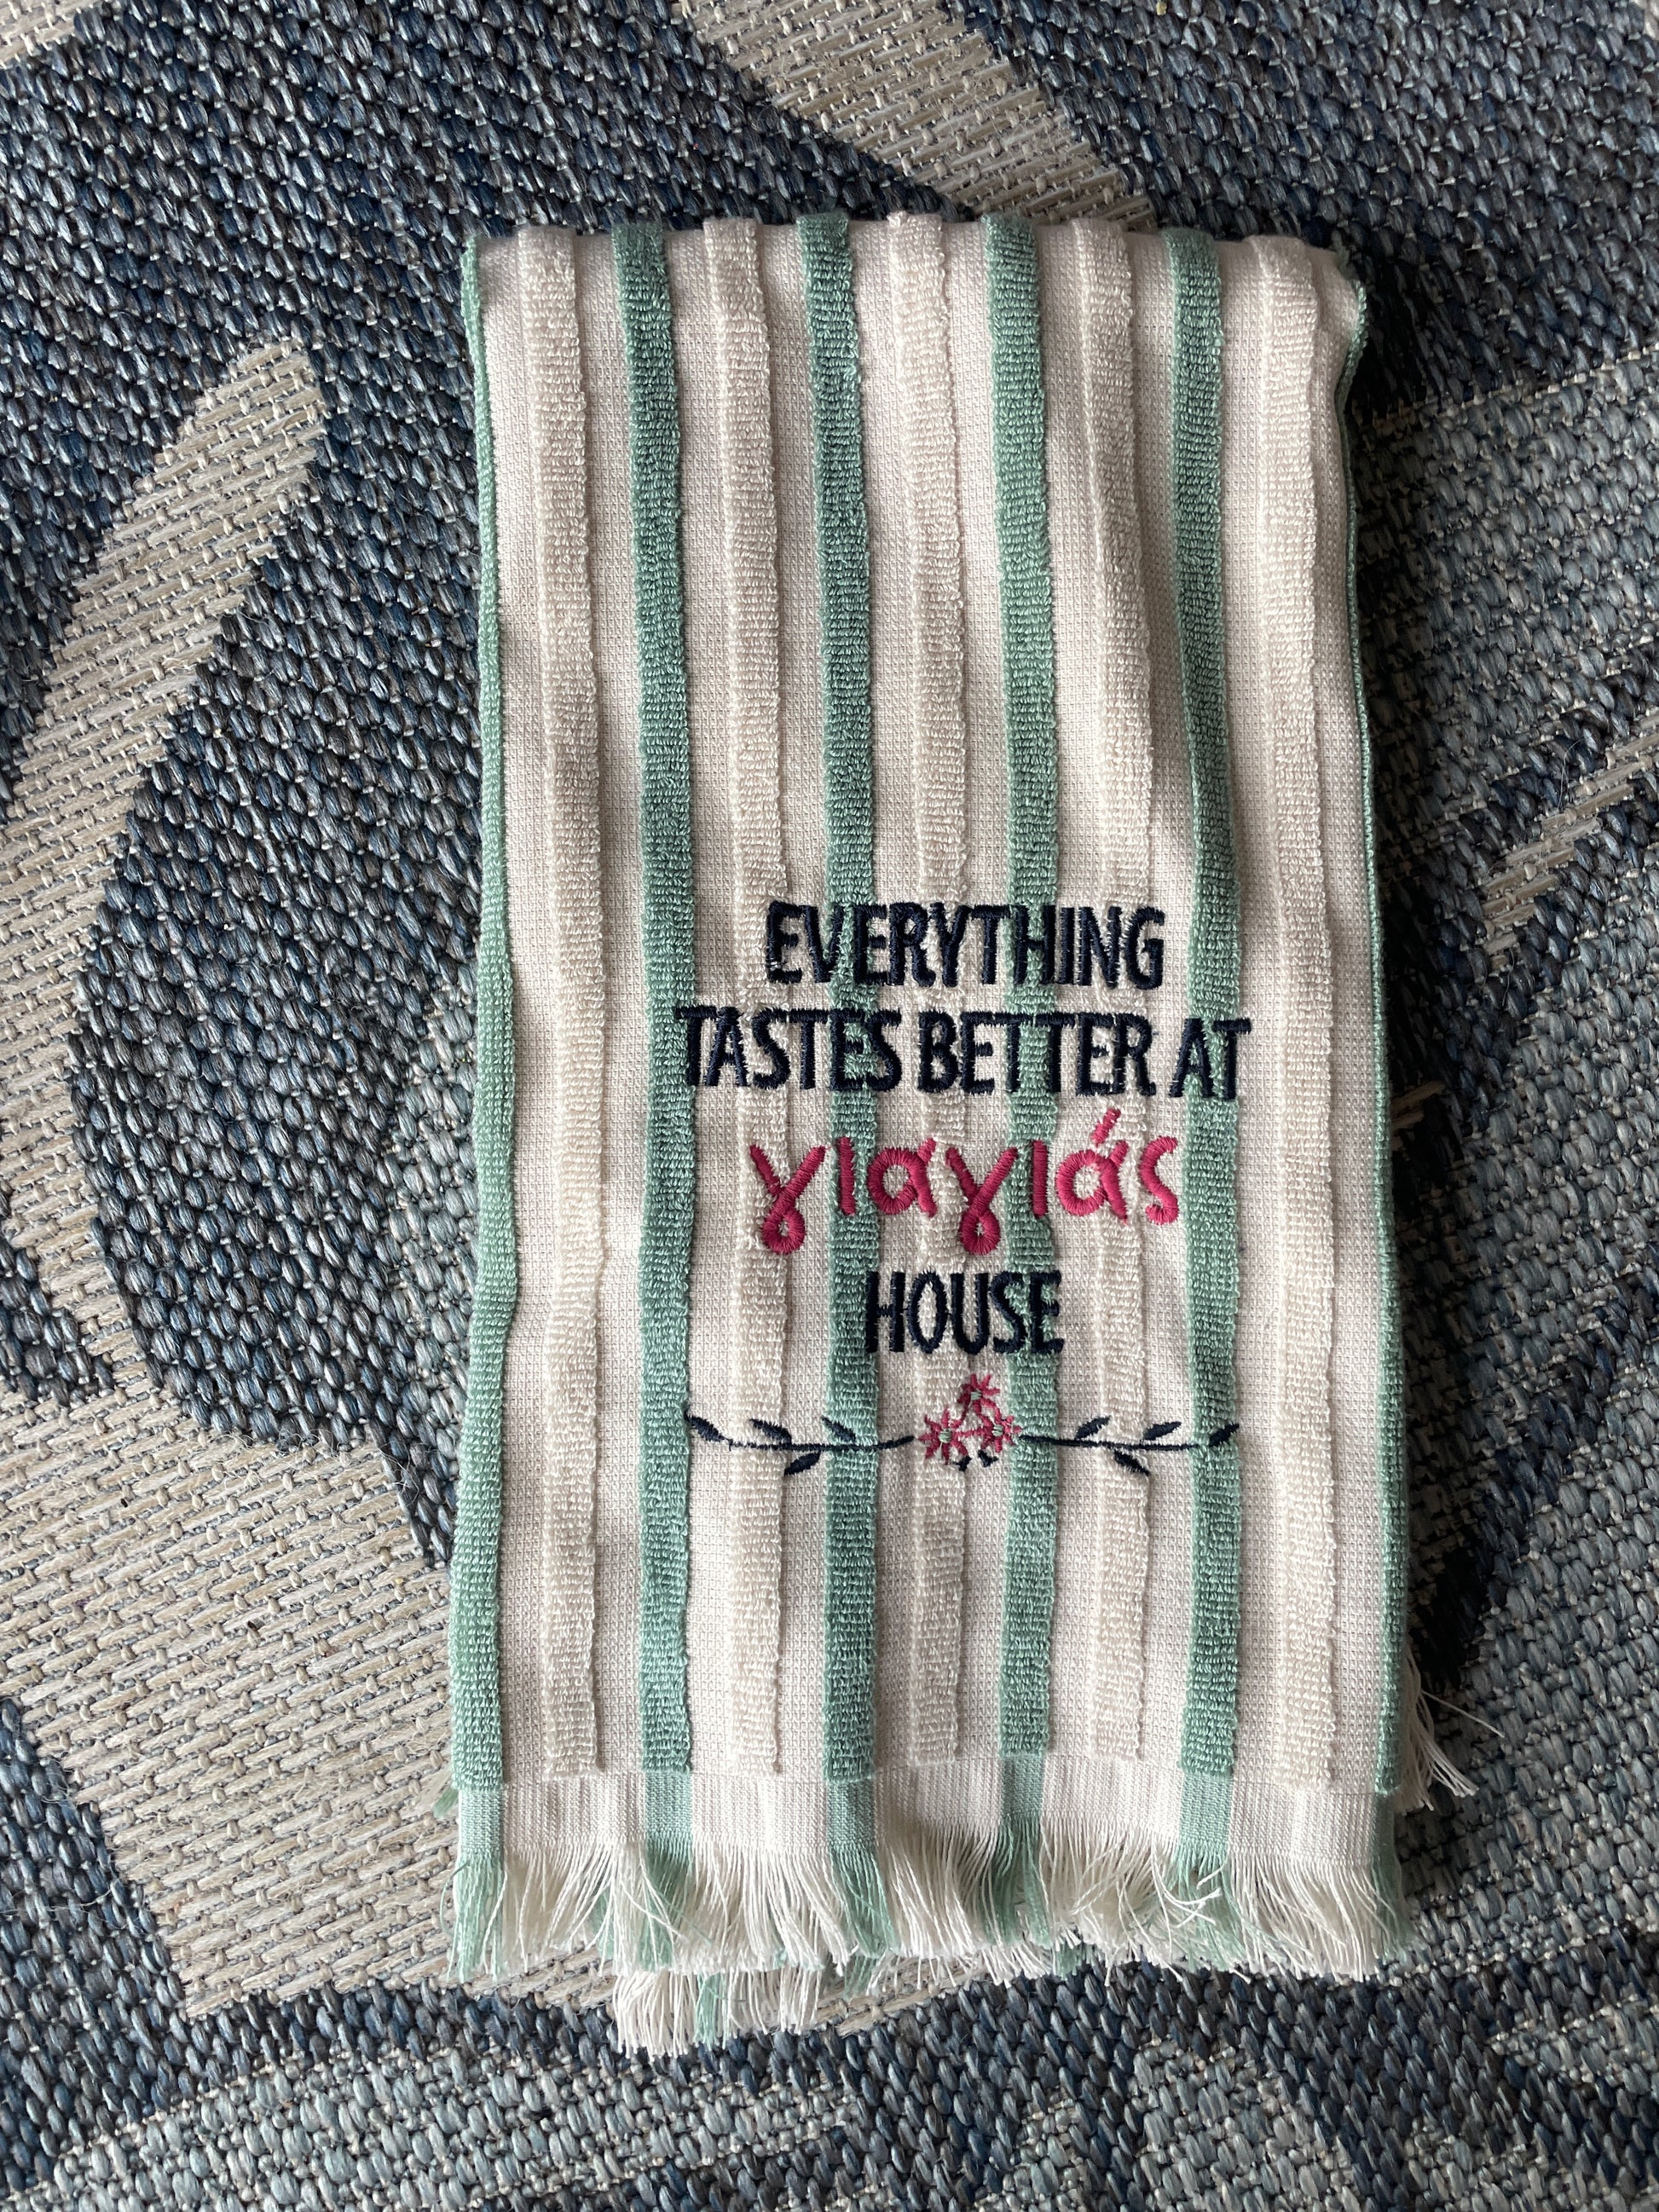 EVERYTHING
TASTES BETTER AT
γιαγιάς
HOUSE